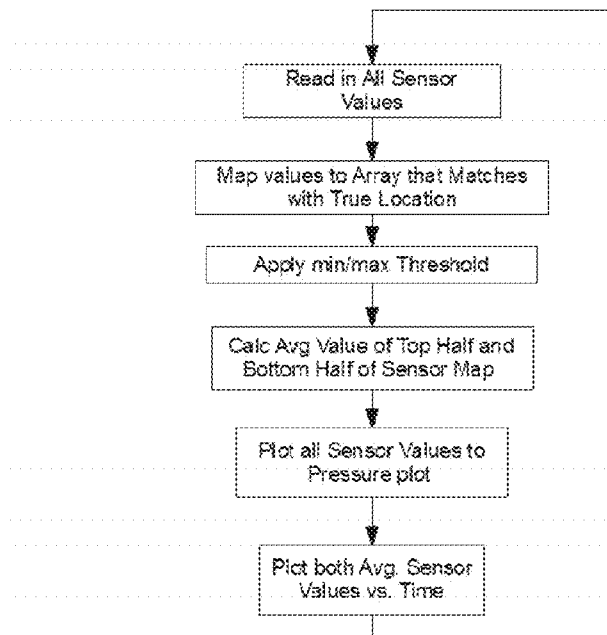 Read in All Sensor
Values
Map values to Array that Matches
with True Location
Apply min/max Threshold
Calc Avg Value of Top Half and
Bottom Half of Sensor Map
Plot all Sensor Values to
Pressure plot
Plot both Avg. Sensor
Values vs. Time